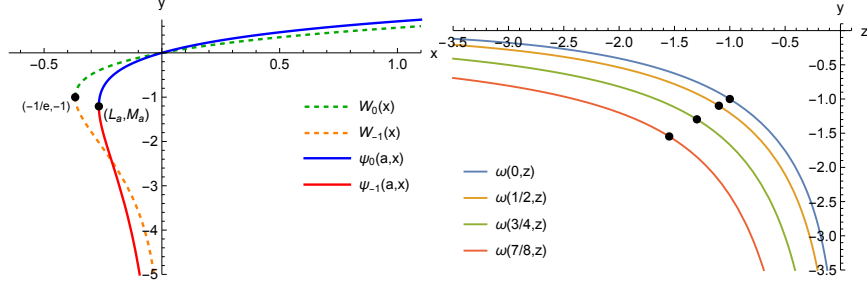 y
-0.5
0.5
1.0
x
-1
(-1/e,-1)
(L_a,M_a)
-2
-3
-4
-5
W_0(x)
W_{-1}(x)
ψ_0(a,x)
ψ_{-1}(a,x)
y
z
-3.5 -3.0 -2.5 -2.0 -1.5 -1.0 -0.5
-0.5
-1.0
-1.5
-2.0
-2.5
-3.0
-3.5
ω(0,z)
ω(1/2,z)
ω(3/4,z)
ω(7/8,z)